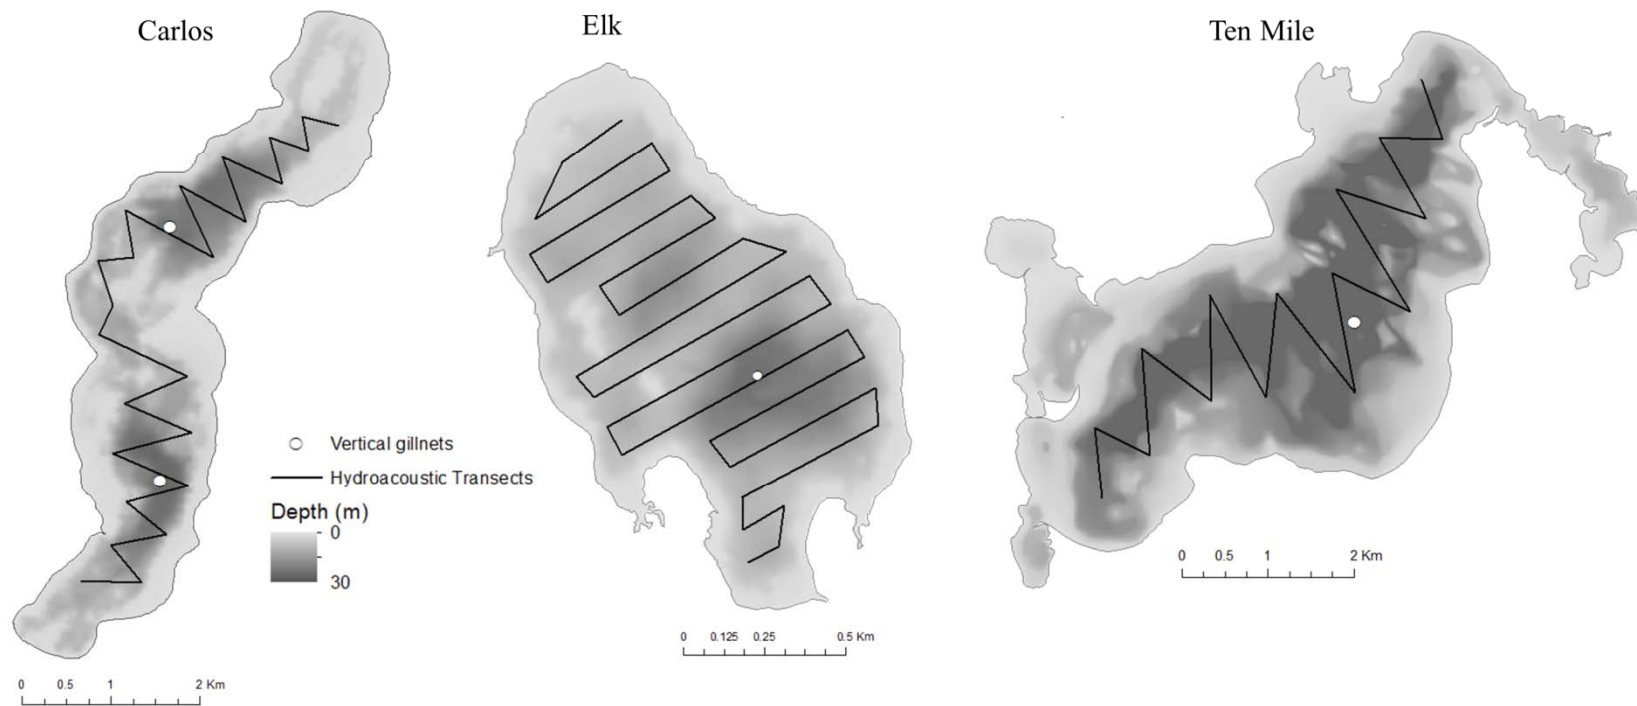 Carlos
Elk
Ten Mile
Vertical gillnets
Hydroacoustic Transects
Depth (m)
0
30
0 0.5 1 2 Km
0 0.125 0.25 0.5 Km
0 0.5 1 2 Km